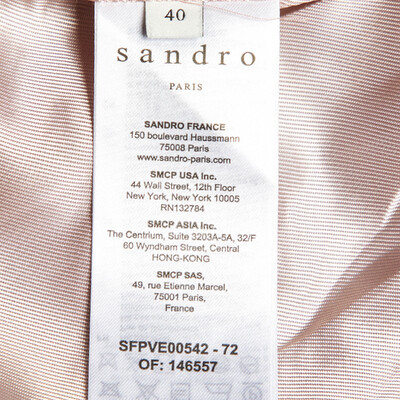 40
sandro
PARIS
SANDRO FRANCE
150 boulevard Haussmann
75008 Paris
www.sandro-paris.com
SMCP USA Inc.
44 Wall Street, 12th Floor
New York, New York 10005
RN132784
SMCP ASIA Inc.
The Centrium, Suite 3203A-5A, 32/F
60 Wyndham Street, Central
HONG-KONG
SMCP SAS,
49, rue Etienne Marcel,
75001 Paris,
France
SFPVE00542 - 72
OF: 146557